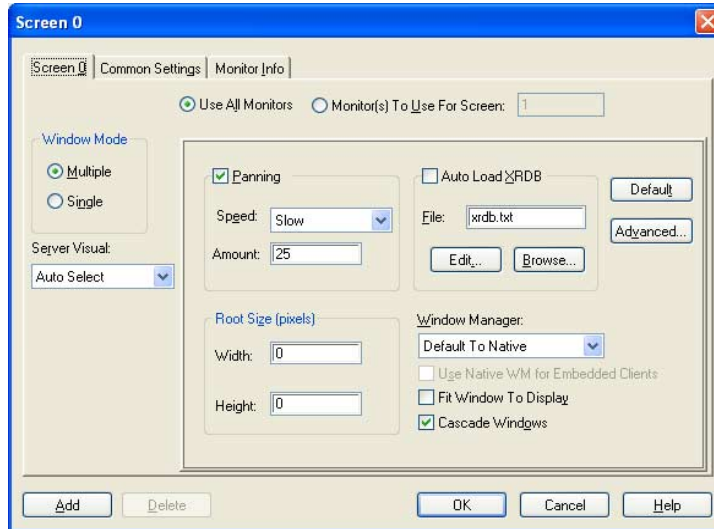 Screen 0
Screen 0 Common Settings Monitor Info
Use All Monitors Monitor(s) To Use For Screen: 1
Window Mode
Multiple
Single
Server Visual:
Auto Select
Panning
Speed: Slow
Amount: 25
Auto Load XRDB
File: xrdb.txt
Edit... Browse...
Default
Advanced...
Root Size (pixels)
Width: 0
Height: 0
Window Manager:
Default To Native
Use Native WM for Embedded Clients
Fit Window To Display
Cascade Windows
Add Delete OK Cancel Help